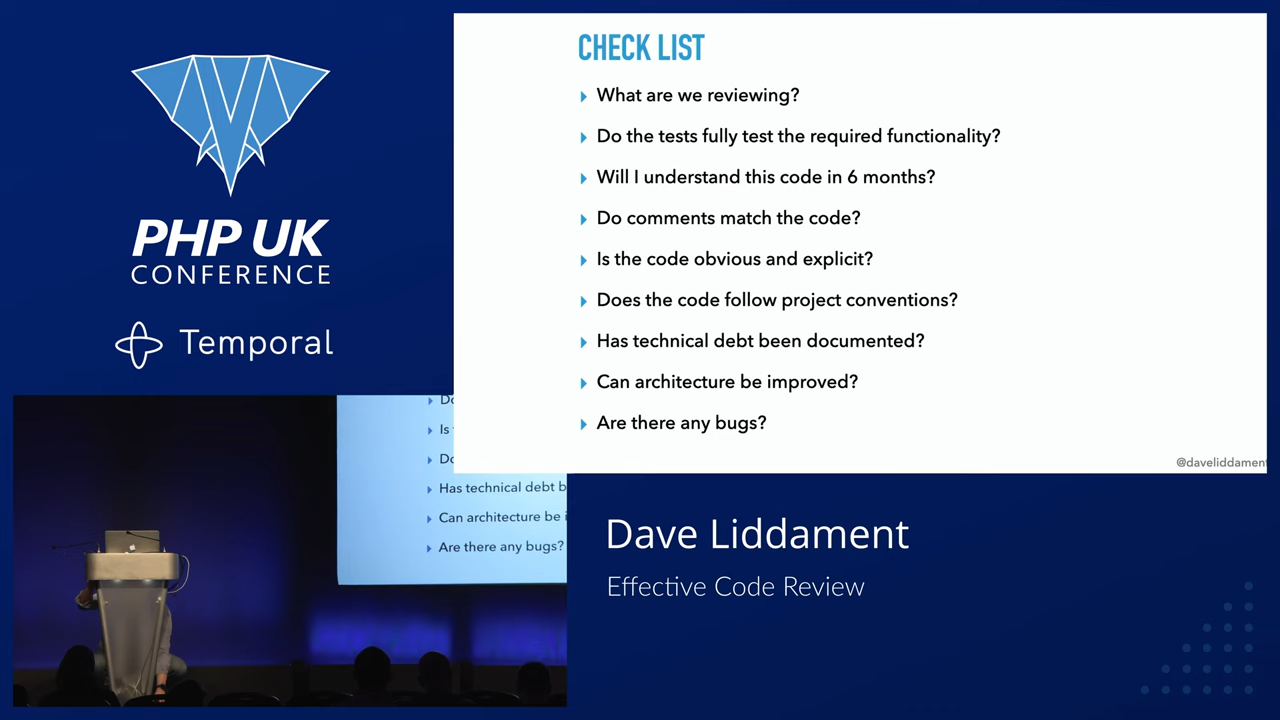 CHECK LIST
What are we reviewing?
Do the tests fully test the required functionality?
Will I understand this code in 6 months?
Do comments match the code?
Is the code obvious and explicit?
Does the code follow project conventions?
Has technical debt been documented?
Can architecture be improved?
Are there any bugs?
@daveliddament
PHP UK
CONFERENCE
Temporal
Do
Is
Do
Has technical debt b
Can architecture be i
Are there any bugs?
Dave Liddament
Effective Code Review